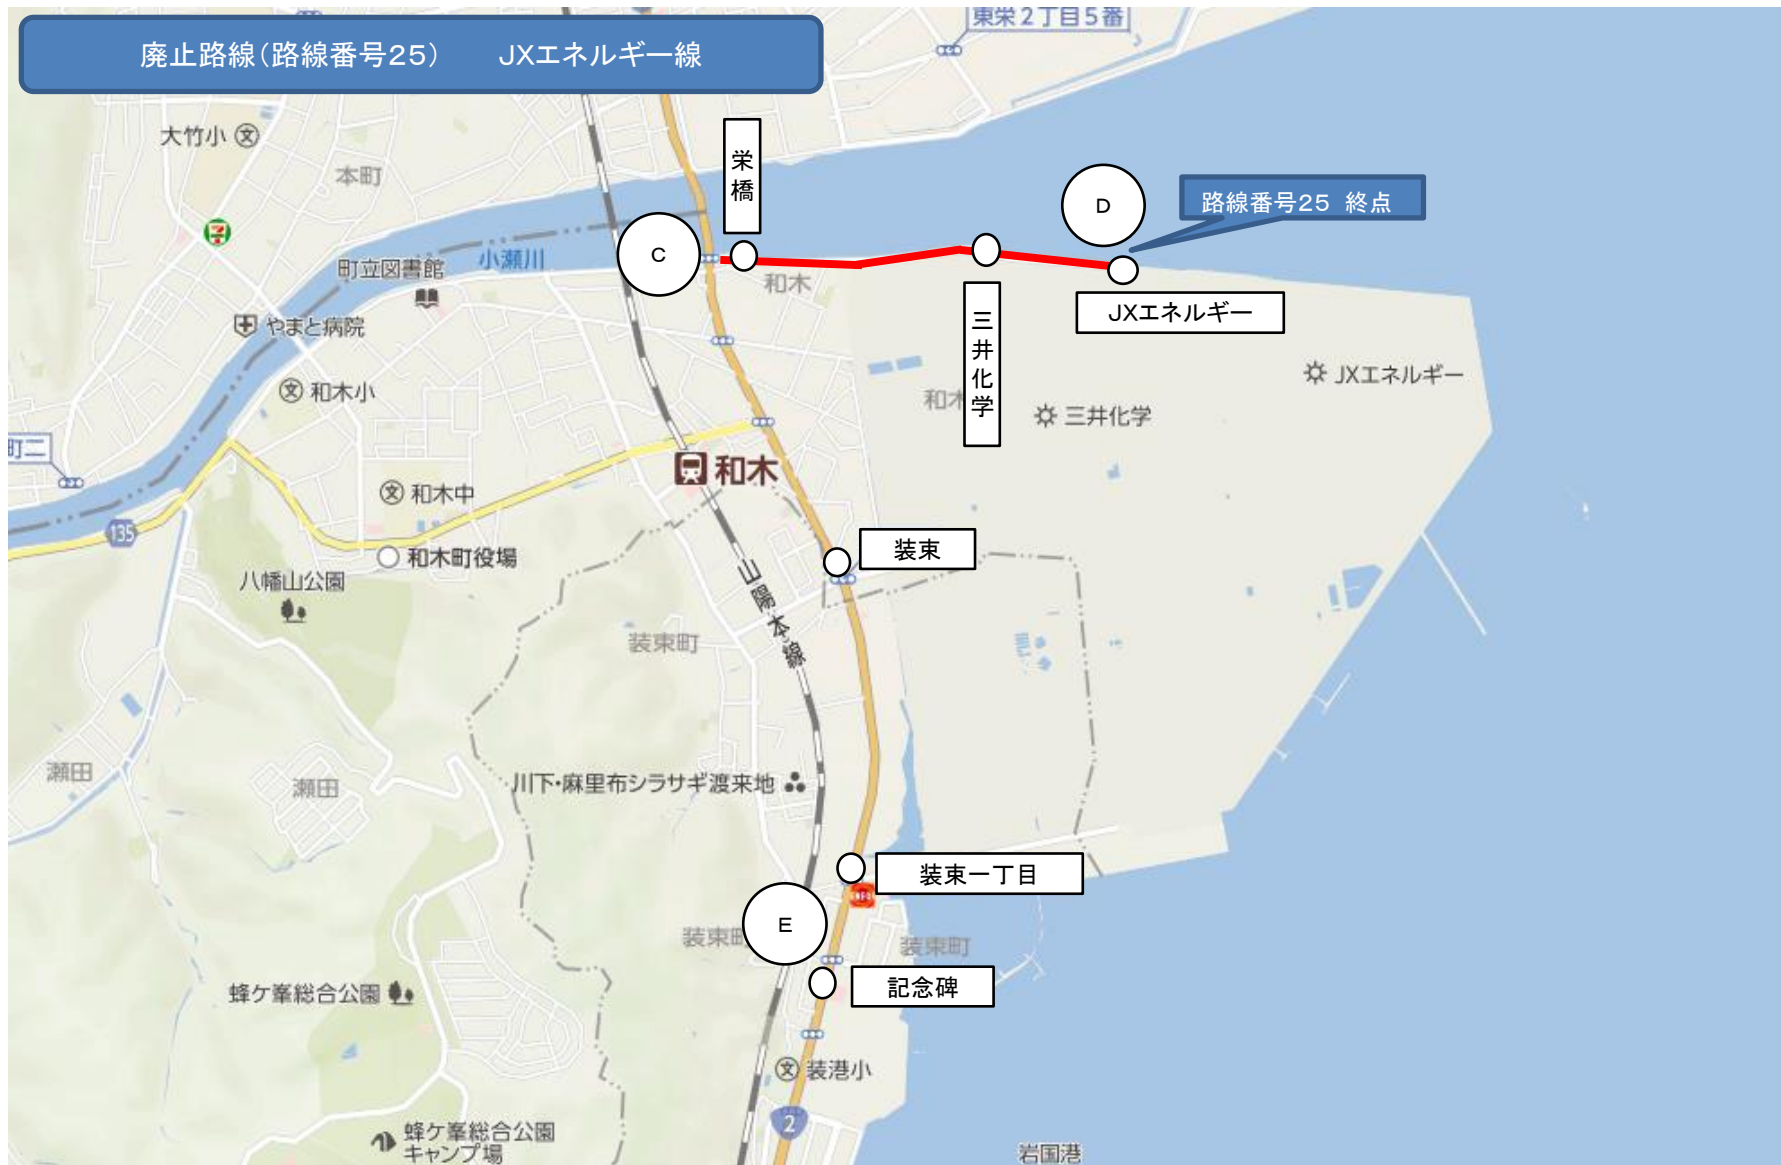 東栄2丁目5番
廃止路線(路線番号25)　　JXエネルギー線
大竹小
本町
栄橋
D
路線番号25　終点
C
小瀬川
町立図書館
和木
JXエネルギー
やまと病院
三井化学
和木小
JXエネルギー
和木
三井化学
町二
和木
和木中
135
装束
和木町役場
八幡山公園
山陽本線
装束町
瀬田
瀬田
川下・麻里布シラサギ渡来地
装束一丁目
E
装束町
装束町
蜂ケ峯総合公園
記念碑
装港小
2
蜂ケ峯総合公園
キャンプ場
岩国港